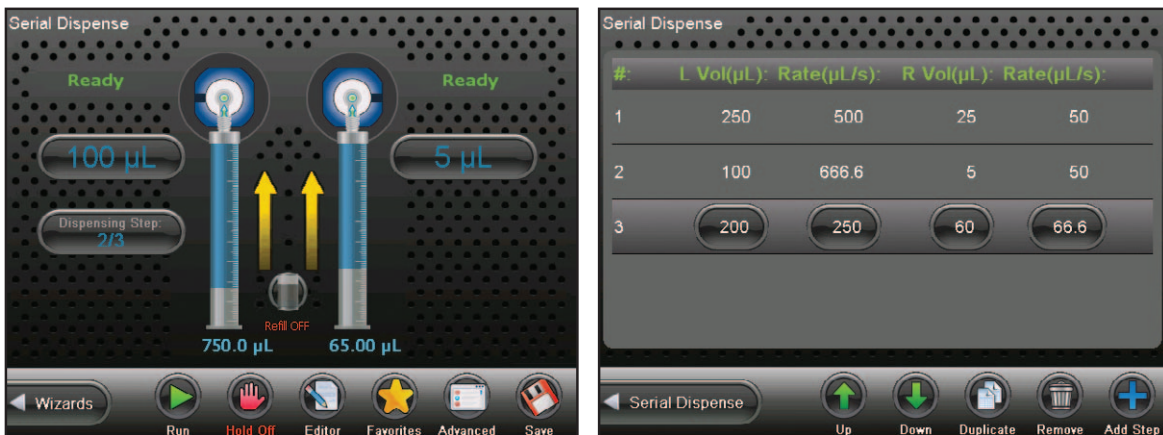 Serial Dispense
Ready
Ready
100 µL
5 µL
Dispensing Step:
2/3
Refill OFF
750.0 µL
65.00 µL
Wizards
Run
Hold Off
Editor
Favorites
Advanced
Save
Serial Dispense
#: L Vol(µL): Rate(µL/s): R Vol(µL): Rate(µL/s):
1 250 500 25 50
2 100 666.6 5 50
3 200 250 60 66.6
Serial Dispense
Up
Down
Duplicate
Remove
Add Step